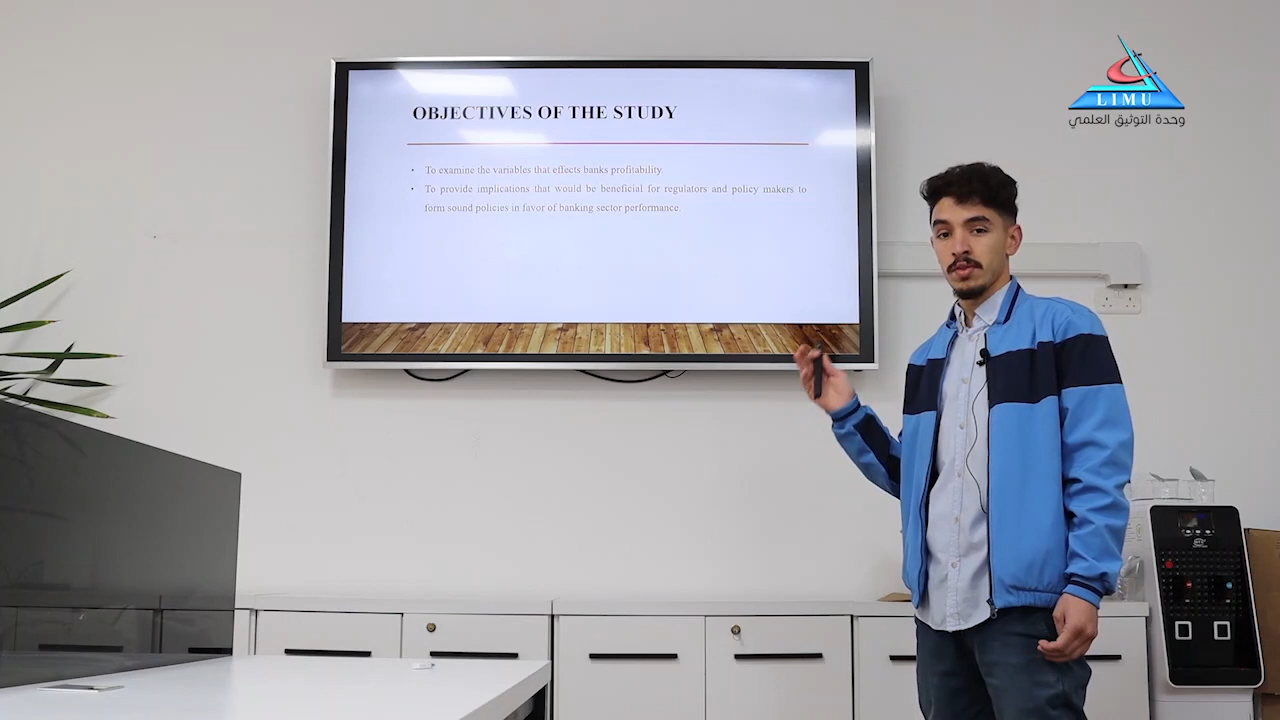 OBJECTIVES OF THE STUDY
• To examine the variables that effects banks profitability
• To provide implications that would be beneficial for regulators and policy makers to
form sound policies in favor of banking sector performance.
LIMU
وحدة التوثيق العلمي